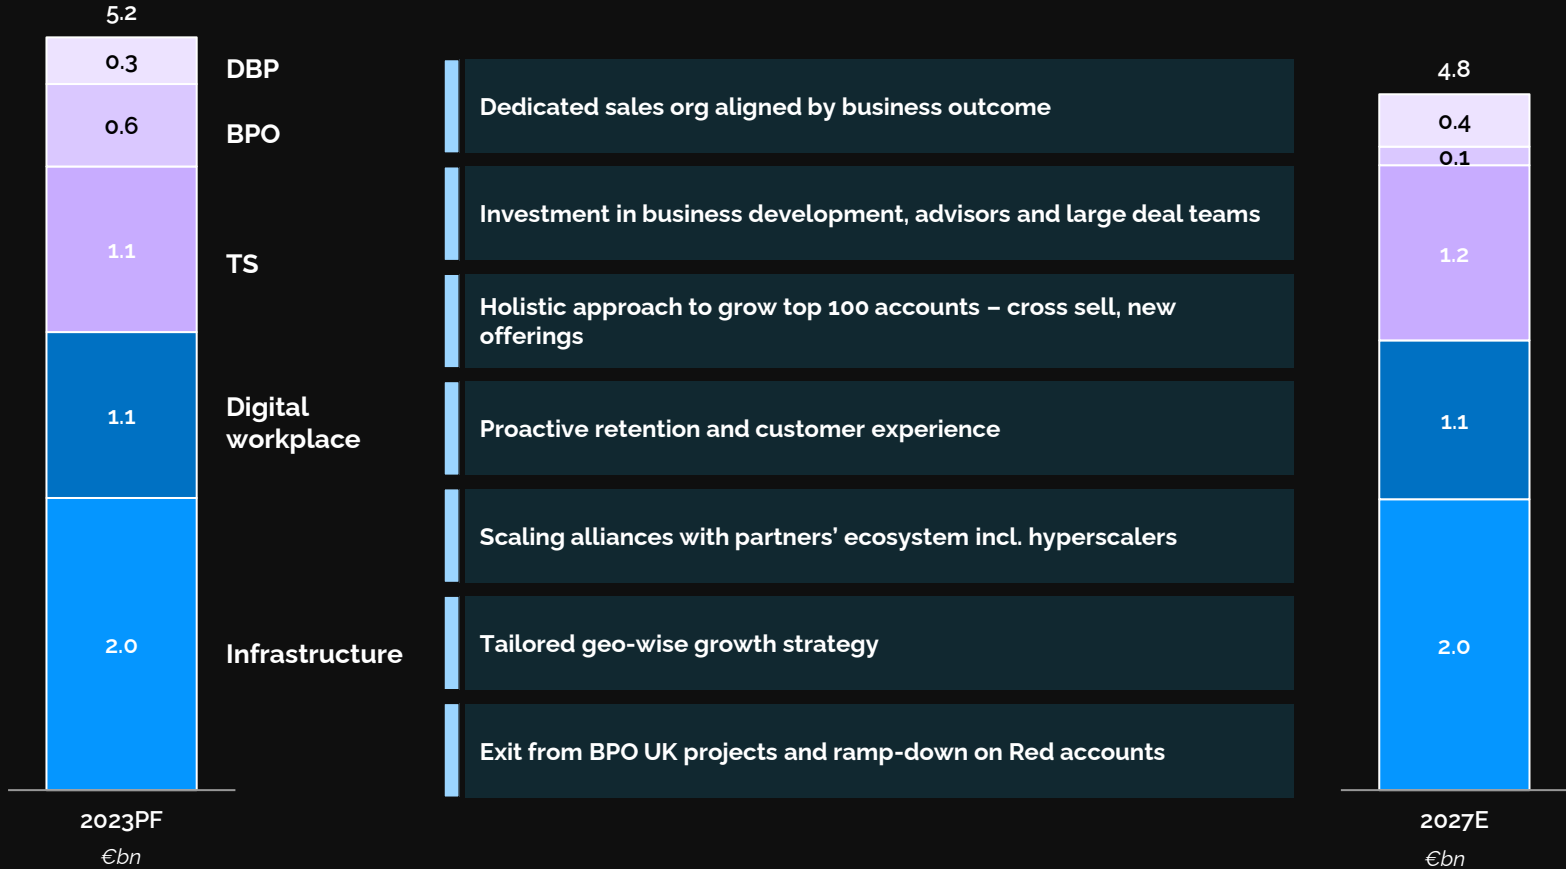 5.2
0.3
0.6
1.1
1.1
2.0
2023PF
€bn
DBP
BPO
TS
Digital
workplace
Infrastructure
Dedicated sales org aligned by business outcome
Investment in business development, advisors and large deal teams
Holistic approach to grow top 100 accounts – cross sell, new
offerings
Proactive retention and customer experience
Scaling alliances with partners’ ecosystem incl. hyperscalers
Tailored geo-wise growth strategy
Exit from BPO UK projects and ramp-down on Red accounts
4.8
0.4
0.1
1.2
1.1
2.0
2027E
€bn